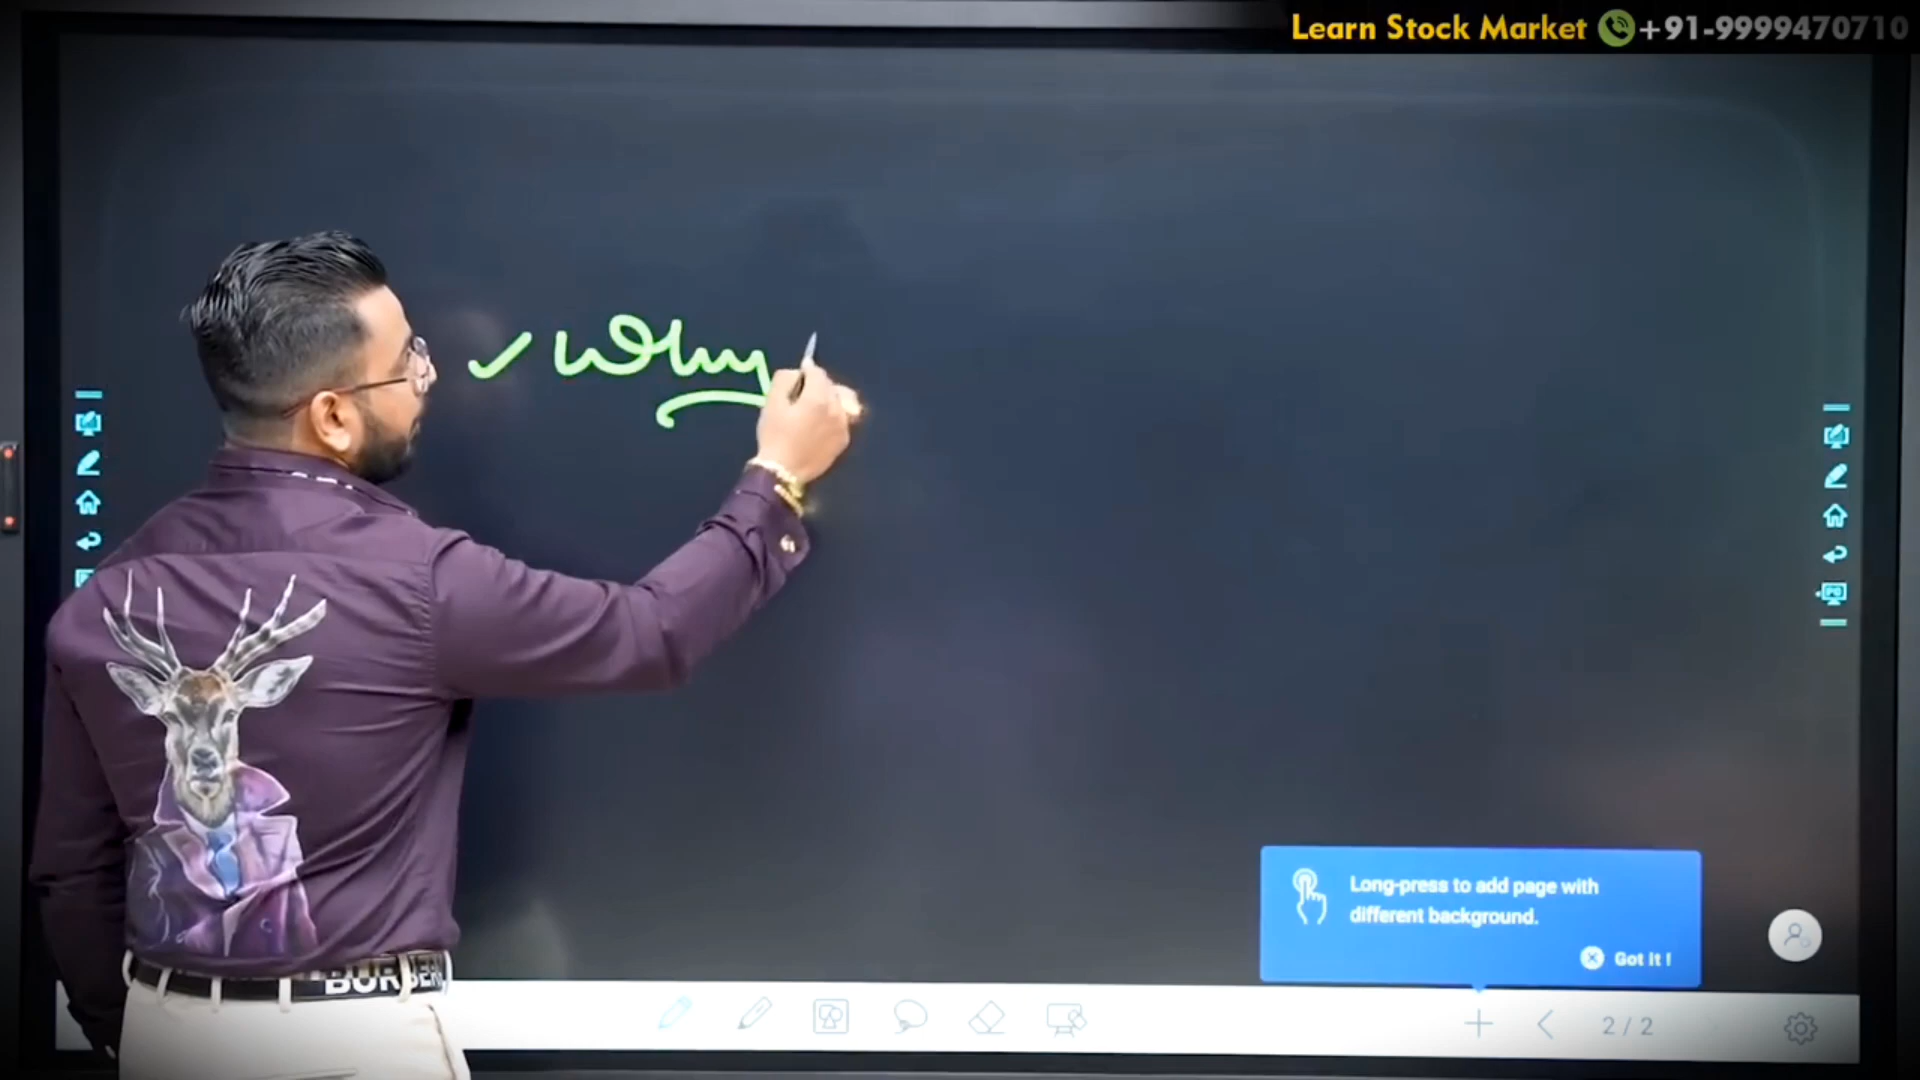 Learn Stock Market +91-9999470710
✓ Why
Long-press to add page with
different background.
Got it !
2 / 2